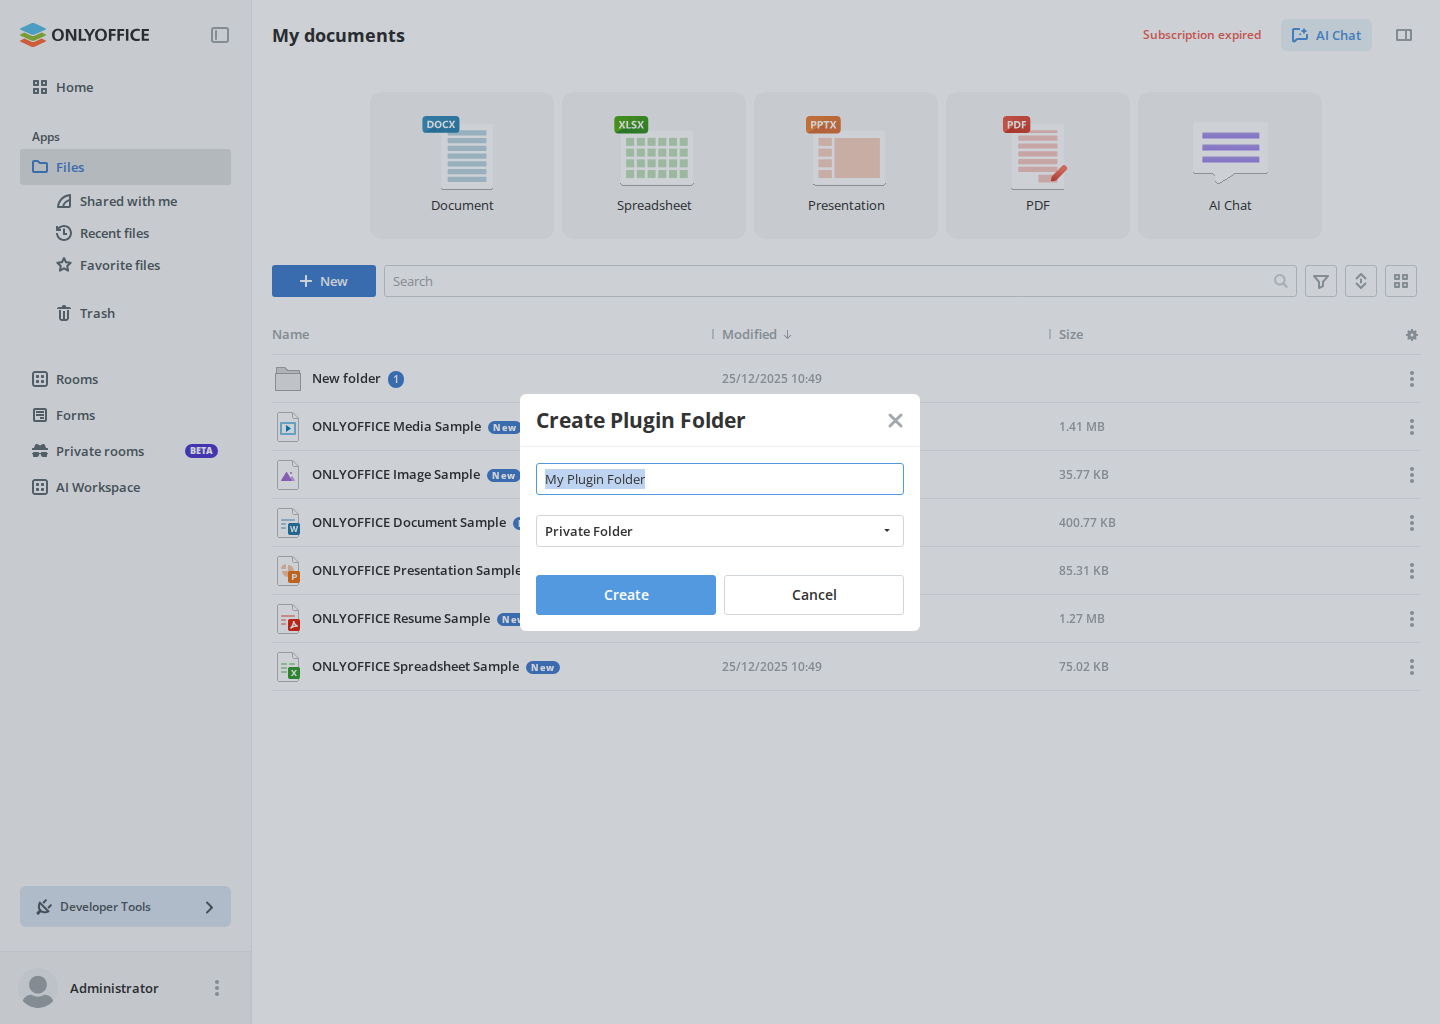 ONLYOFFICE
Home
Apps
Files
Shared with me
Recent files
Favorite files
Trash
Rooms
Forms
Private rooms BETA
AI Workspace
Developer Tools
Administrator
My documents
Subscription expired
AI Chat
DOCX
Document
XLSX
Spreadsheet
PPTX
Presentation
PDF
PDF
AI Chat
New
Search
Name Modified Size
New folder 1 25/12/2025 10:49
ONLYOFFICE Media Sample New 1.41 MB
ONLYOFFICE Image Sample New 35.77 KB
ONLYOFFICE Document Sample 400.77 KB
W
ONLYOFFICE Presentation Sample 85.31 KB
P
ONLYOFFICE Resume Sample New 1.27 MB
ONLYOFFICE Spreadsheet Sample New 25/12/2025 10:49 75.02 KB
X
Create Plugin Folder
My Plugin Folder
Private Folder
Create
Cancel